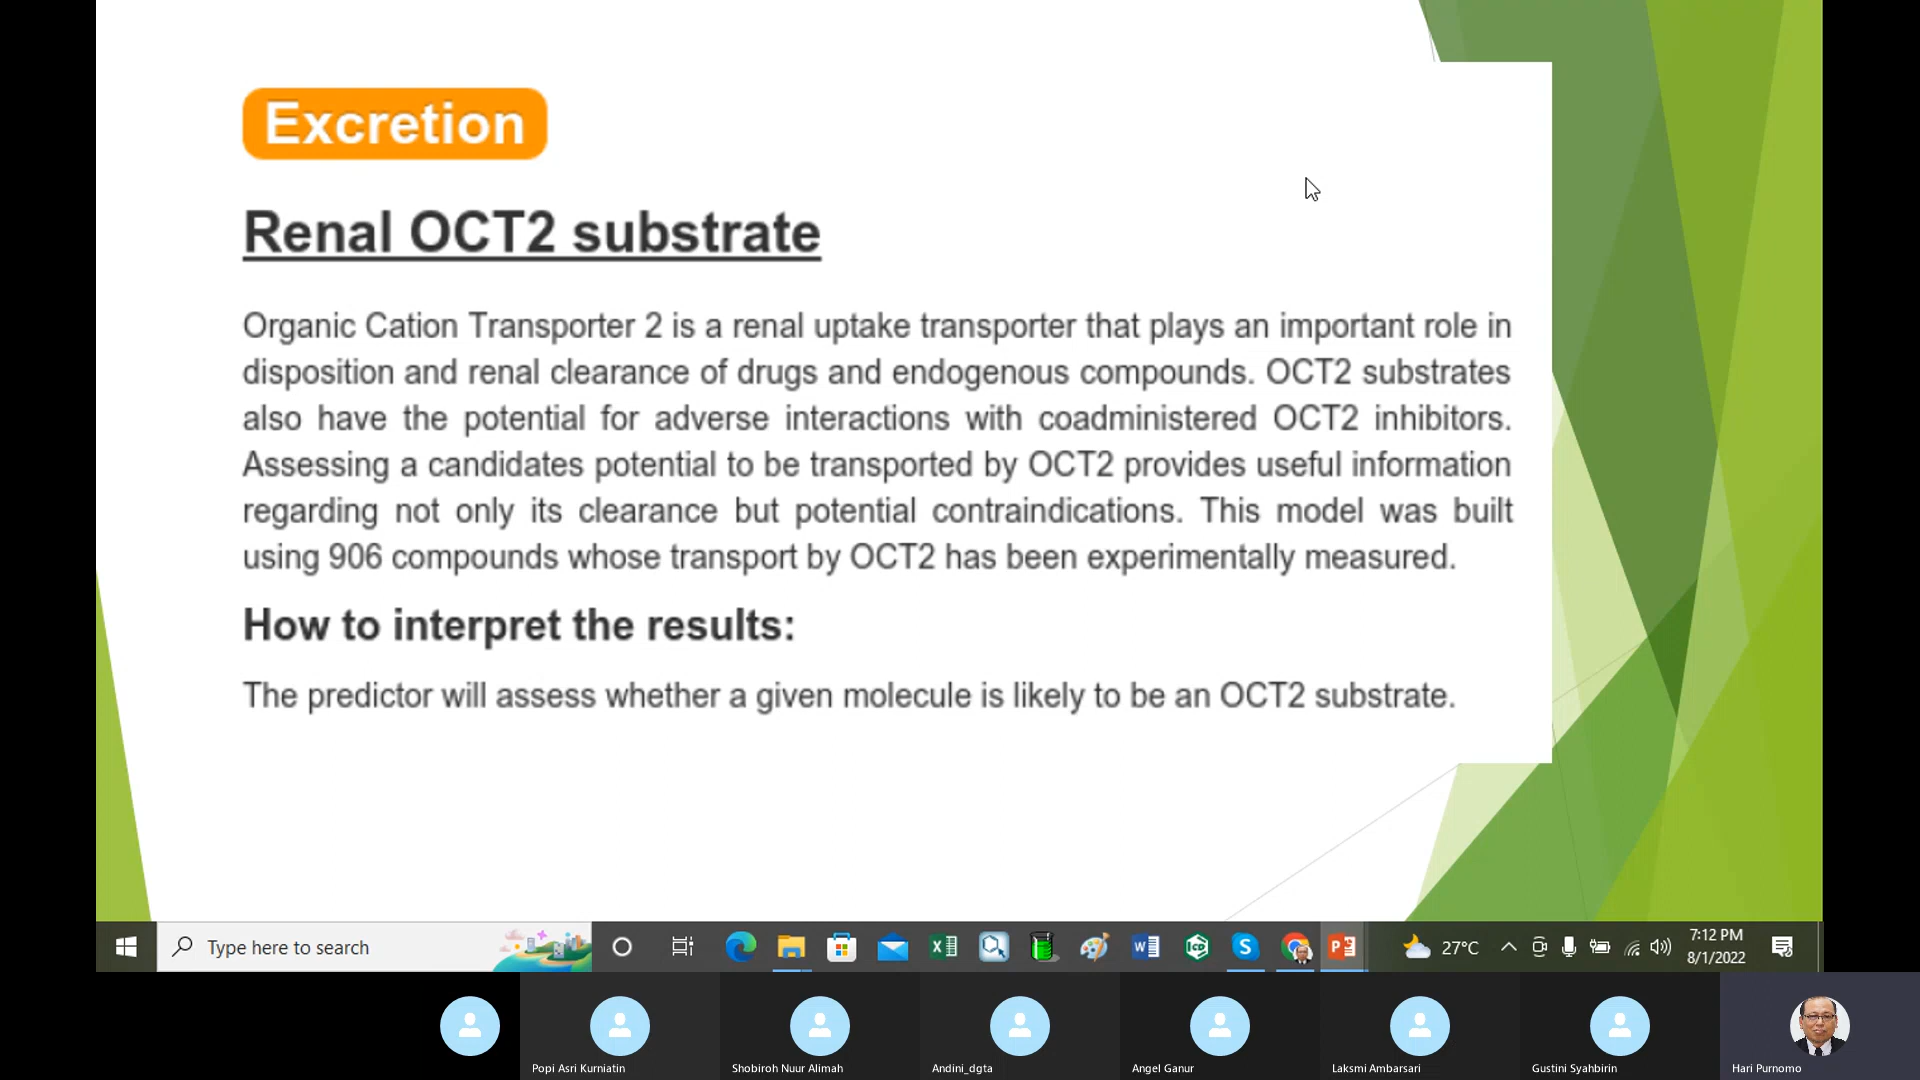 Excretion
Renal OCT2 substrate
Organic Cation Transporter 2 is a renal uptake transporter that plays an important role in
disposition and renal clearance of drugs and endogenous compounds. OCT2 substrates
also have the potential for adverse interactions with coadministered OCT2 inhibitors.
Assessing a candidates potential to be transported by OCT2 provides useful information
regarding not only its clearance but potential contraindications. This model was built
using 906 compounds whose transport by OCT2 has been experimentally measured.
How to interpret the results:
The predictor will assess whether a given molecule is likely to be an OCT2 substrate.
Type here to search
27°C
7:12 PM
8/1/2022
Popi Asri Kurniatin
Shobiroh Nuur Alimah
Andini_dgta
Angel Ganur
Laksmi Ambarsari
Gustini Syahbirin
Hari Purnomo